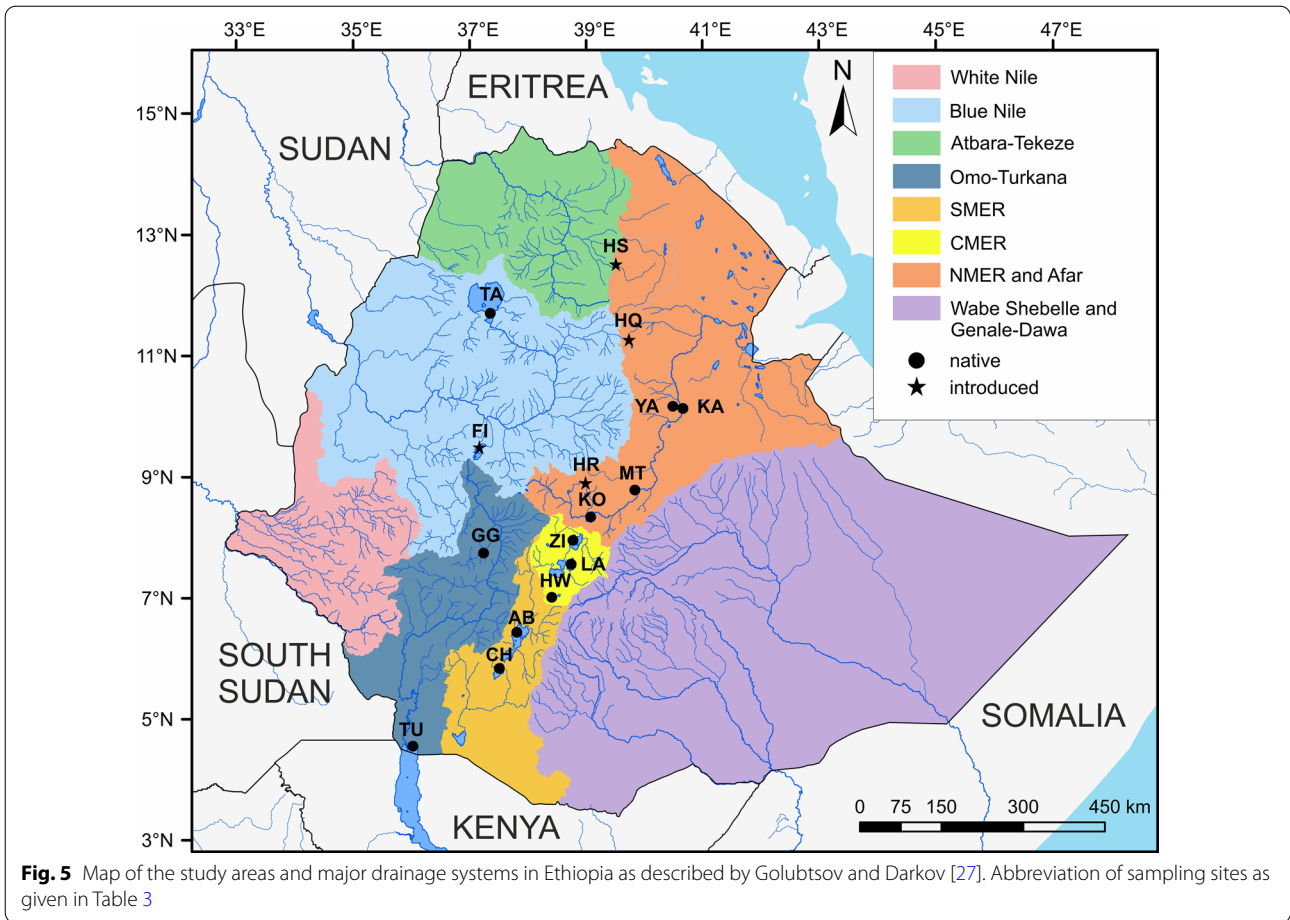 33°E 35°E 37°E 39°E 41°E 43°E 45°E 47°E
15°N
13°N
11°N
9°N
7°N
5°N
3°N
ERITREA
SUDAN
SOUTH
SUDAN
KENYA
SOMALIA
N
White Nile
Blue Nile
Atbara-Tekeze
Omo-Turkana
SMER
CMER
NMER and Afar
Wabe Shebelle and
Genale-Dawa
native
introduced
HS
TA
HQ
YA KA
FI
HR
MT
KO
GG
ZI
LA
HW
AB
CH
TU
0 75 150 300 450 km
Fig. 5 Map of the study areas and major drainage systems in Ethiopia as described by Golubtsov and Darkov [27]. Abbreviation of sampling sites as
given in Table 3